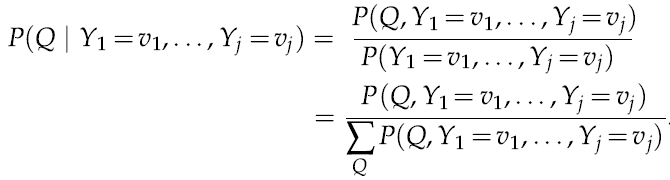 P(Q | Y₁ = v₁, . . . , Yⱼ = vⱼ) = P(Q, Y₁ = v₁, . . . , Yⱼ = vⱼ) / P(Y₁ = v₁, . . . , Yⱼ = vⱼ)
= P(Q, Y₁ = v₁, . . . , Yⱼ = vⱼ) / ∑_Q P(Q, Y₁ = v₁, . . . , Yⱼ = vⱼ).